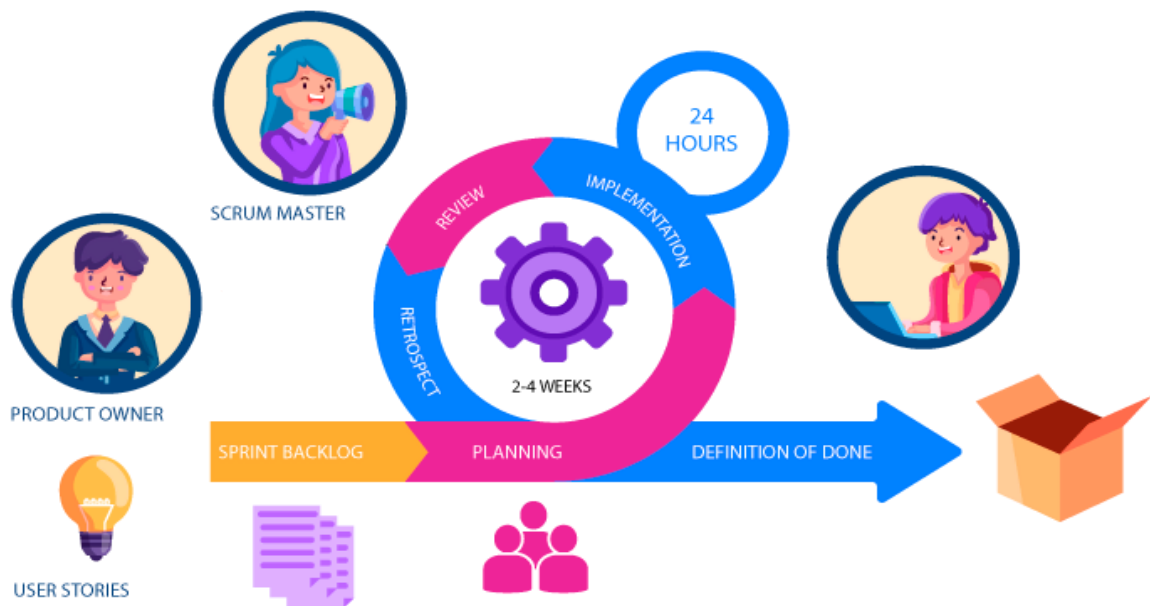 24
HOURS
IMPLEMENTATION
REVIEW
SCRUM MASTER
RETROSPECT
2-4 WEEKS
PRODUCT OWNER
SPRINT BACKLOG
PLANNING
DEFINITION OF DONE
USER STORIES